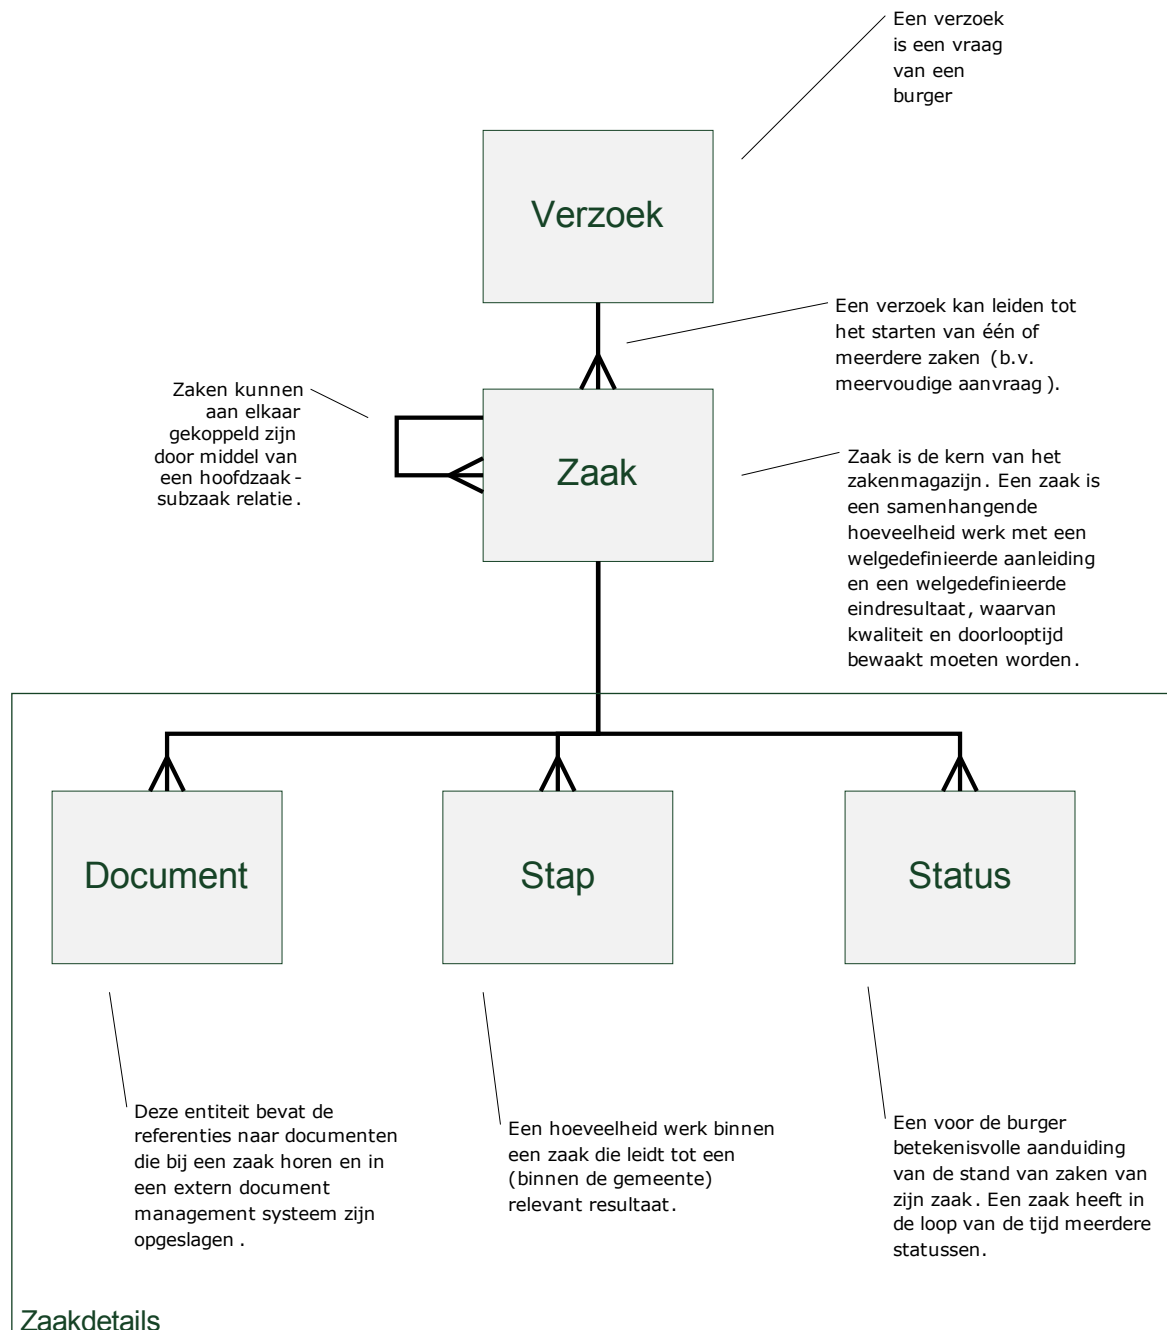 Een verzoek
is een vraag
van een
burger
Verzoek
Een verzoek kan leiden tot
het starten van één of
meerdere zaken (b.v.
meervoudige aanvraag ).
Zaken kunnen
aan elkaar
gekoppeld zijn
door middel van
een hoofdzaak -
subzaak relatie .
Zaak
Zaak is de kern van het
zakenmagazijn . Een zaak is
een samenhangende
hoeveelheid werk met een
welgedefinieerde aanleiding
en een welgedefinieerde
eindresultaat , waarvan
kwaliteit en doorlooptijd
bewaakt moeten worden .
Document
Stap
Status
Deze entiteit bevat de
referenties naar documenten
die bij een zaak horen en in
een extern document
management systeem zijn
opgeslagen .
Een hoeveelheid werk binnen
een zaak die leidt tot een
(binnen de gemeente)
relevant resultaat .
Een voor de burger
betekenisvolle aanduiding
van de stand van zaken van
zijn zaak . Een zaak heeft in
de loop van de tijd meerdere
statussen.
Zaakdetails